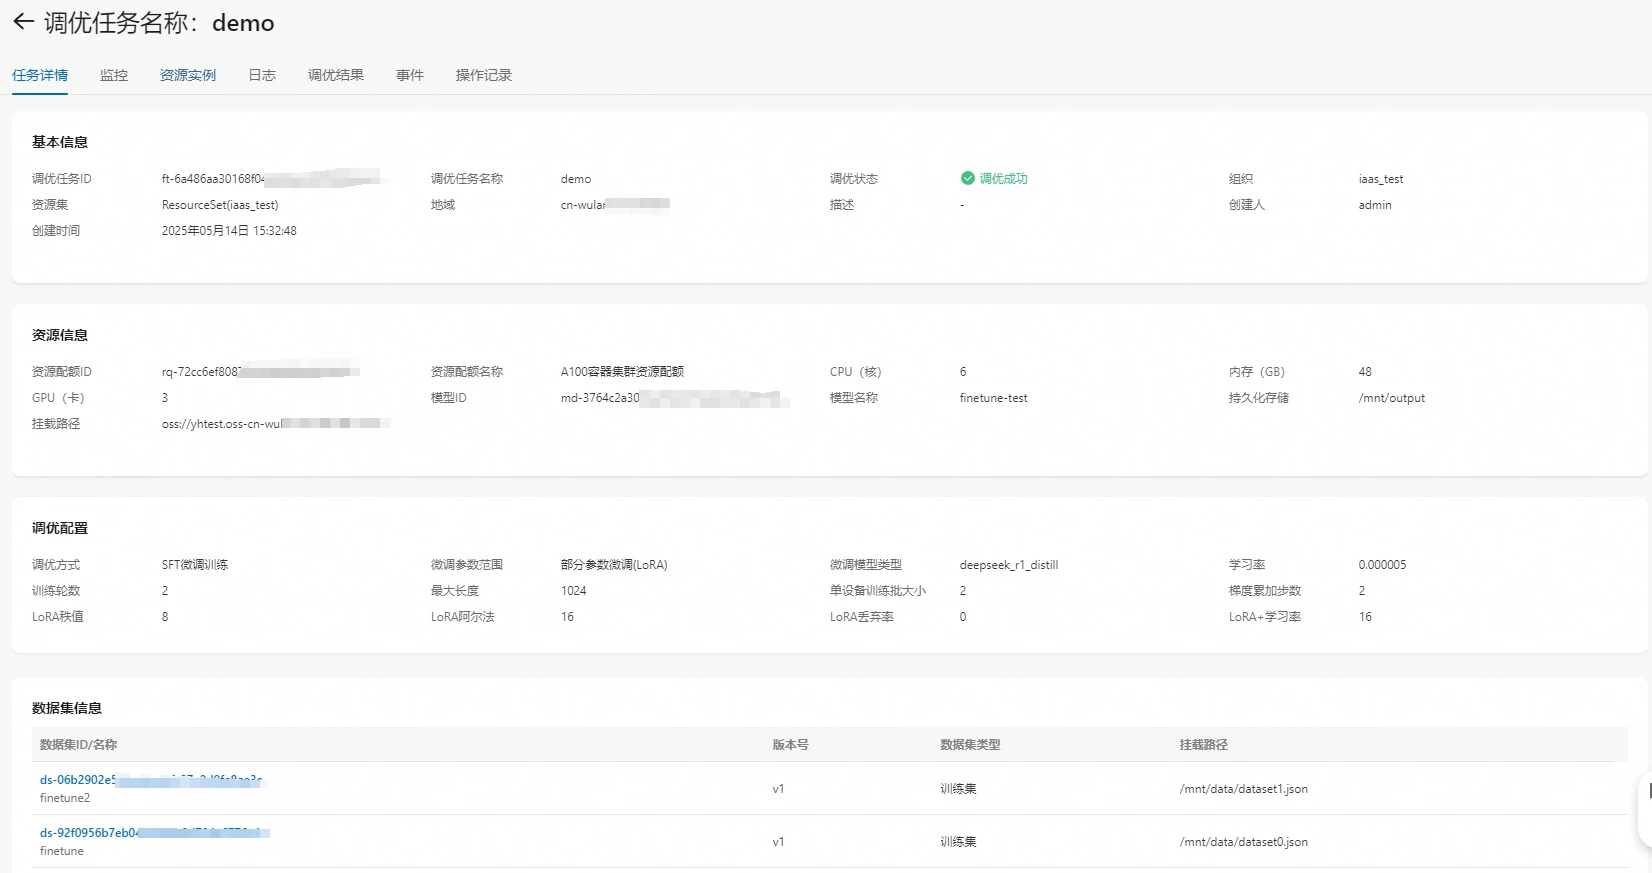 调优任务名称：demo
任务详情 监控 资源实例 日志 调优结果 事件 操作记录
基本信息
调优任务ID ft-6a486aa30168f04 调优任务名称 demo 调优状态 调优成功 组织 iaas_test
资源集 ResourceSet(iaas_test) 地域 cn-wular 描述 - 创建人 admin
创建时间 2025年05月14日 15:32:48
资源信息
资源配额ID rq-72cc6ef808 资源配额名称 A100容器集群资源配额 CPU（核） 6 内存（GB） 48
GPU（卡） 3 模型ID md-3764c2a30 模型名称 finetune-test 持久化存储 /mnt/output
挂载路径 oss://yhtest.oss-cn-wul
调优配置
调优方式 SFT微调训练 微调参数范围 部分参数微调(LoRA) 微调模型类型 deepseek_r1_distill 学习率 0.000005
训练轮数 2 最大长度 1024 单设备训练批大小 2 梯度累加步数 2
LoRA秩值 8 LoRA阿尔法 16 LoRA丢弃率 0 LoRA+学习率 16
数据集信息
数据集ID/名称 版本号 数据集类型 挂载路径
ds-06b2902e5
finetune2 v1 训练集 /mnt/data/dataset1.json
ds-92f0956b7eb04
finetune v1 训练集 /mnt/data/dataset0.json